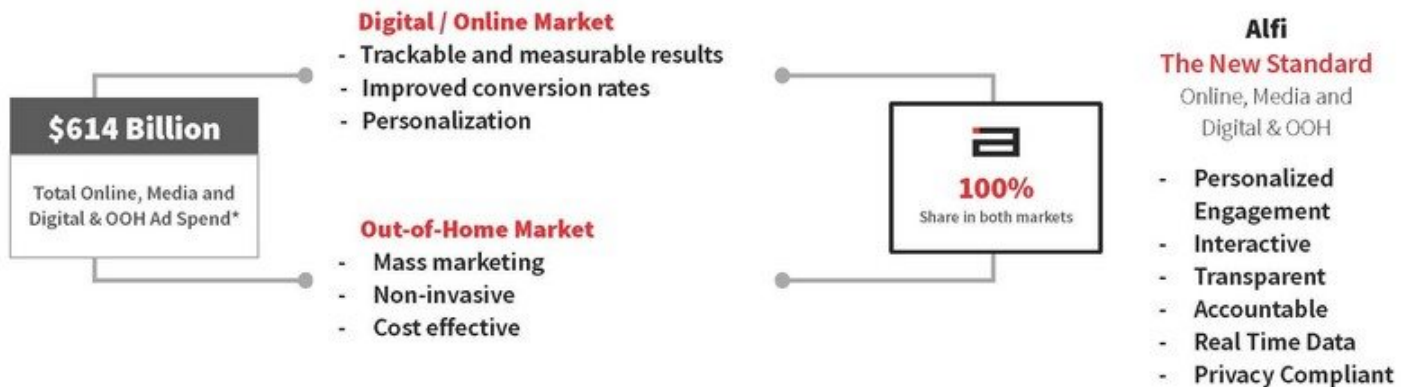 $614 Billion
Total Online, Media and
Digital & OOH Ad Spend*
Digital / Online Market
- Trackable and measurable results
- Improved conversion rates
- Personalization
Out-of-Home Market
- Mass marketing
- Non-invasive
- Cost effective
a
100%
Share in both markets
Alfi
The New Standard
Online, Media and
Digital & OOH
- Personalized
Engagement
- Interactive
- Transparent
- Accountable
- Real Time Data
- Privacy Compliant